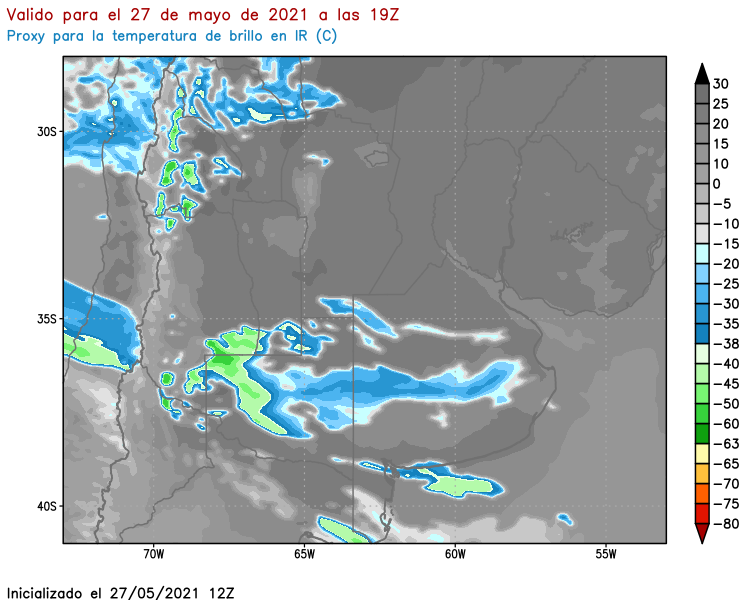 Valido para el 27 de mayo de 2021 a las 19Z
Proxy para la temperatura de brillo en IR (C)
30S
35S
40S
70W
65W
60W
55W
30
25
20
15
10
0
−5
−10
−15
−20
−25
−30
−35
−38
−40
−45
−50
−60
−63
−65
−70
−75
−80
Inicializado el 27/05/2021 12Z